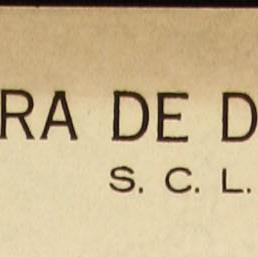 RA DE D
S. C. L.